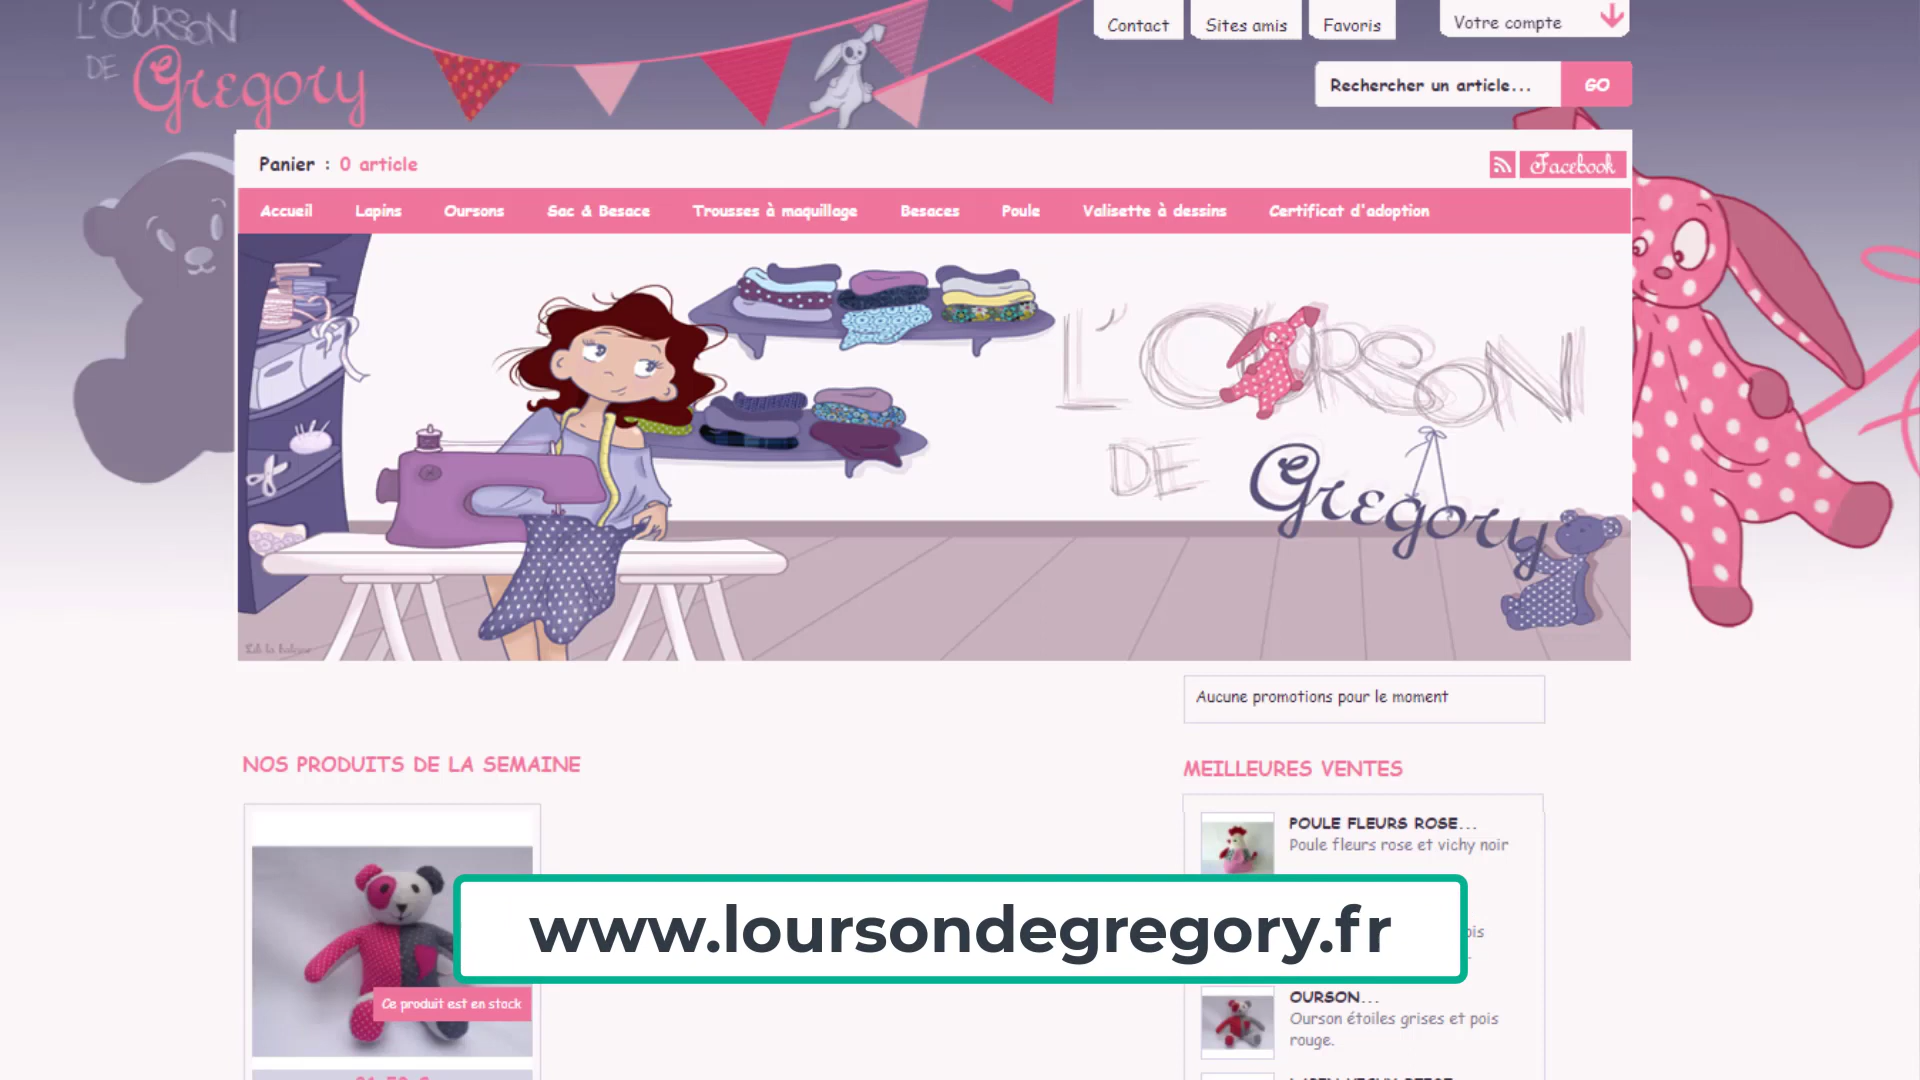 L'OURSON
DE Gregory
Contact
Sites amis
Favoris
Votre compte
Rechercher un article...
GO
Panier : 0 article
Facebook
Accueil
Lapins
Oursons
Sac & Besace
Trousses à maquillage
Besaces
Poule
Valisette à dessins
Certificat d'adoption
L'OURSON
DE
Gregory
Aucune promotions pour le moment
NOS PRODUITS DE LA SEMAINE
MEILLEURES VENTES
POULE FLEURS ROSE...
Poule fleurs rose et vichy noir
www.loursondegregory.fr
Ce produit est en stock
OURSON...
Ourson étoiles grises et pois
rouge.